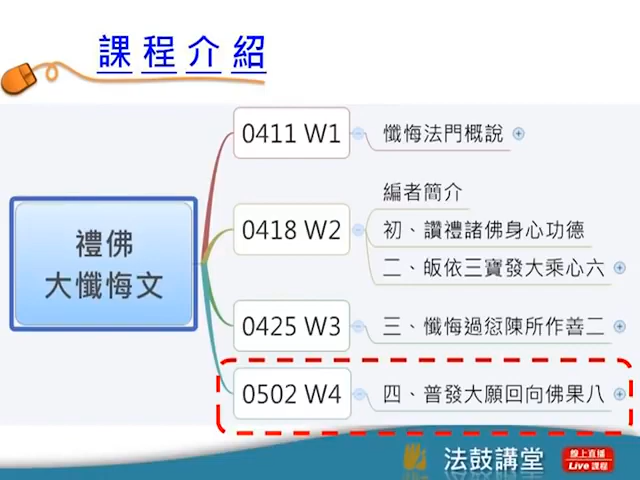 課程介紹
禮佛
大懺悔文
0411 W1
懺悔法門概說
0418 W2
編者簡介
初、讚禮諸佛身心功德
二、皈依三寶發大乘心六
0425 W3
三、懺悔過愆陳所作善二
0502 W4
四、普發大願回向佛果八
法鼓講堂
線上直播
Live 課程